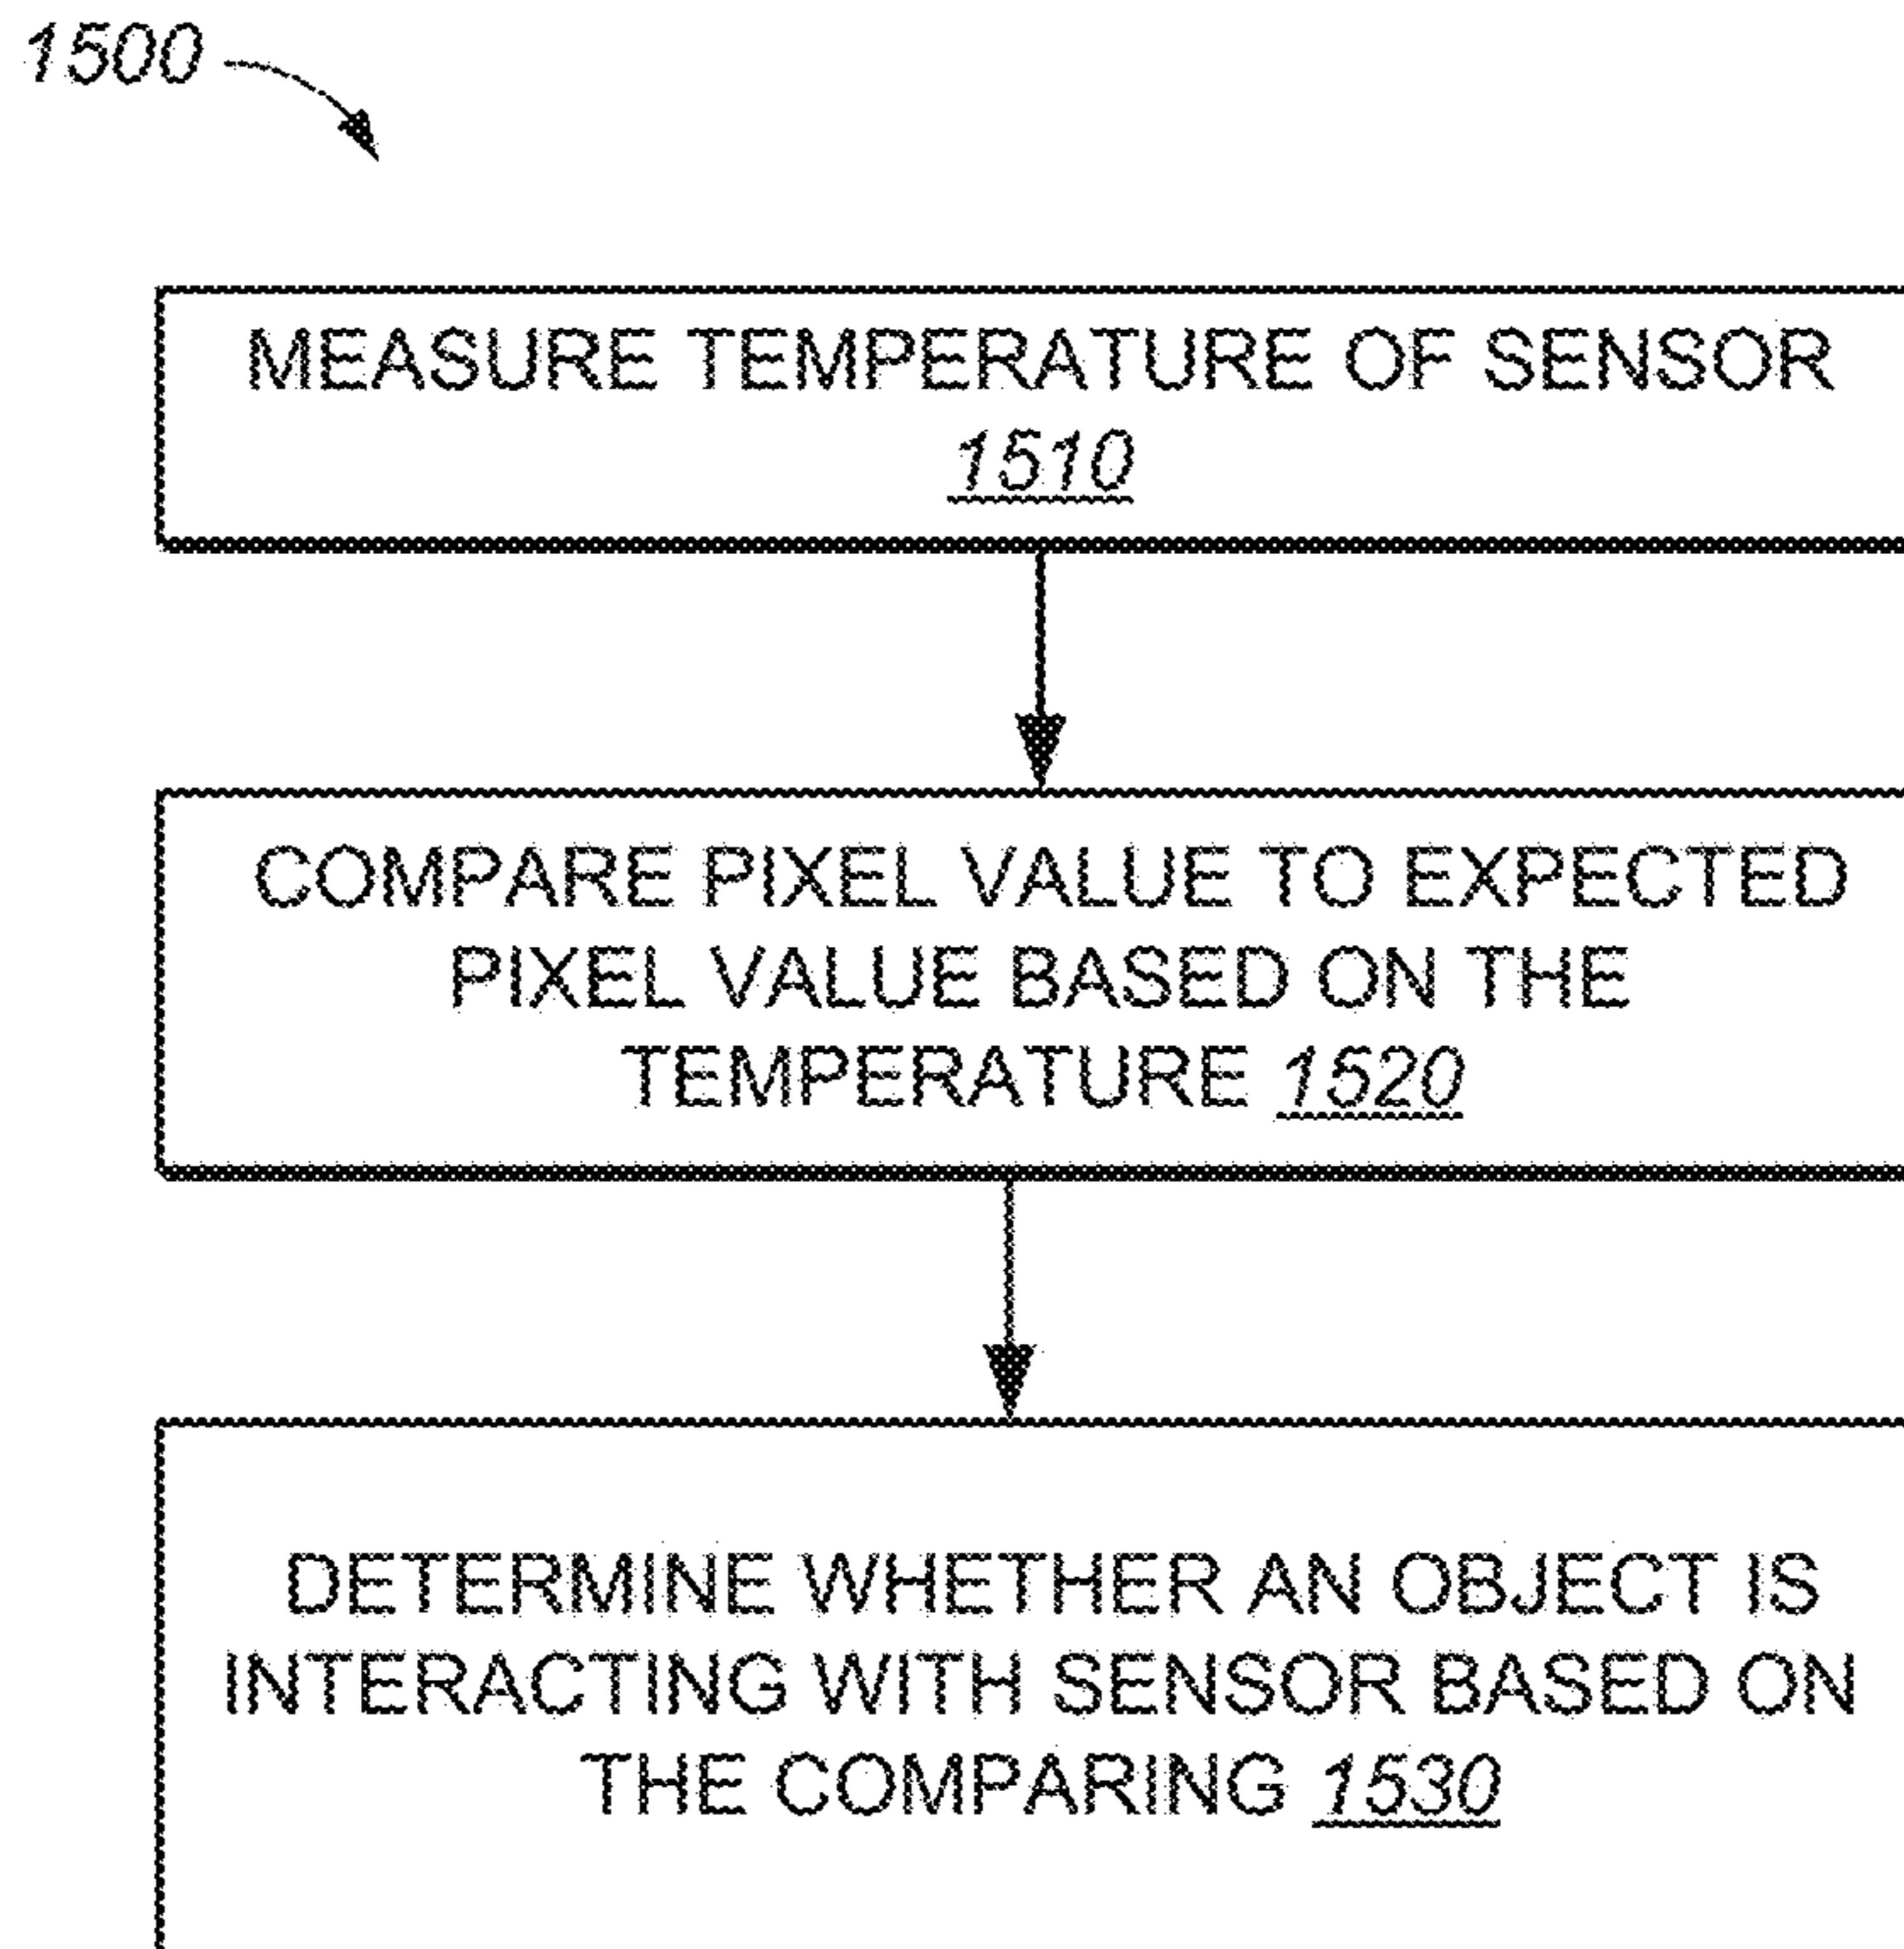 1500
MEASURE TEMPERATURE OF SENSOR
1510
COMPARE PIXEL VALUE TO EXPECTED
PIXEL VALUE BASED ON THE
TEMPERATURE 1520
DETERMINE WHETHER AN OBJECT IS
INTERACTING WITH SENSOR BASED ON
THE COMPARING 1530